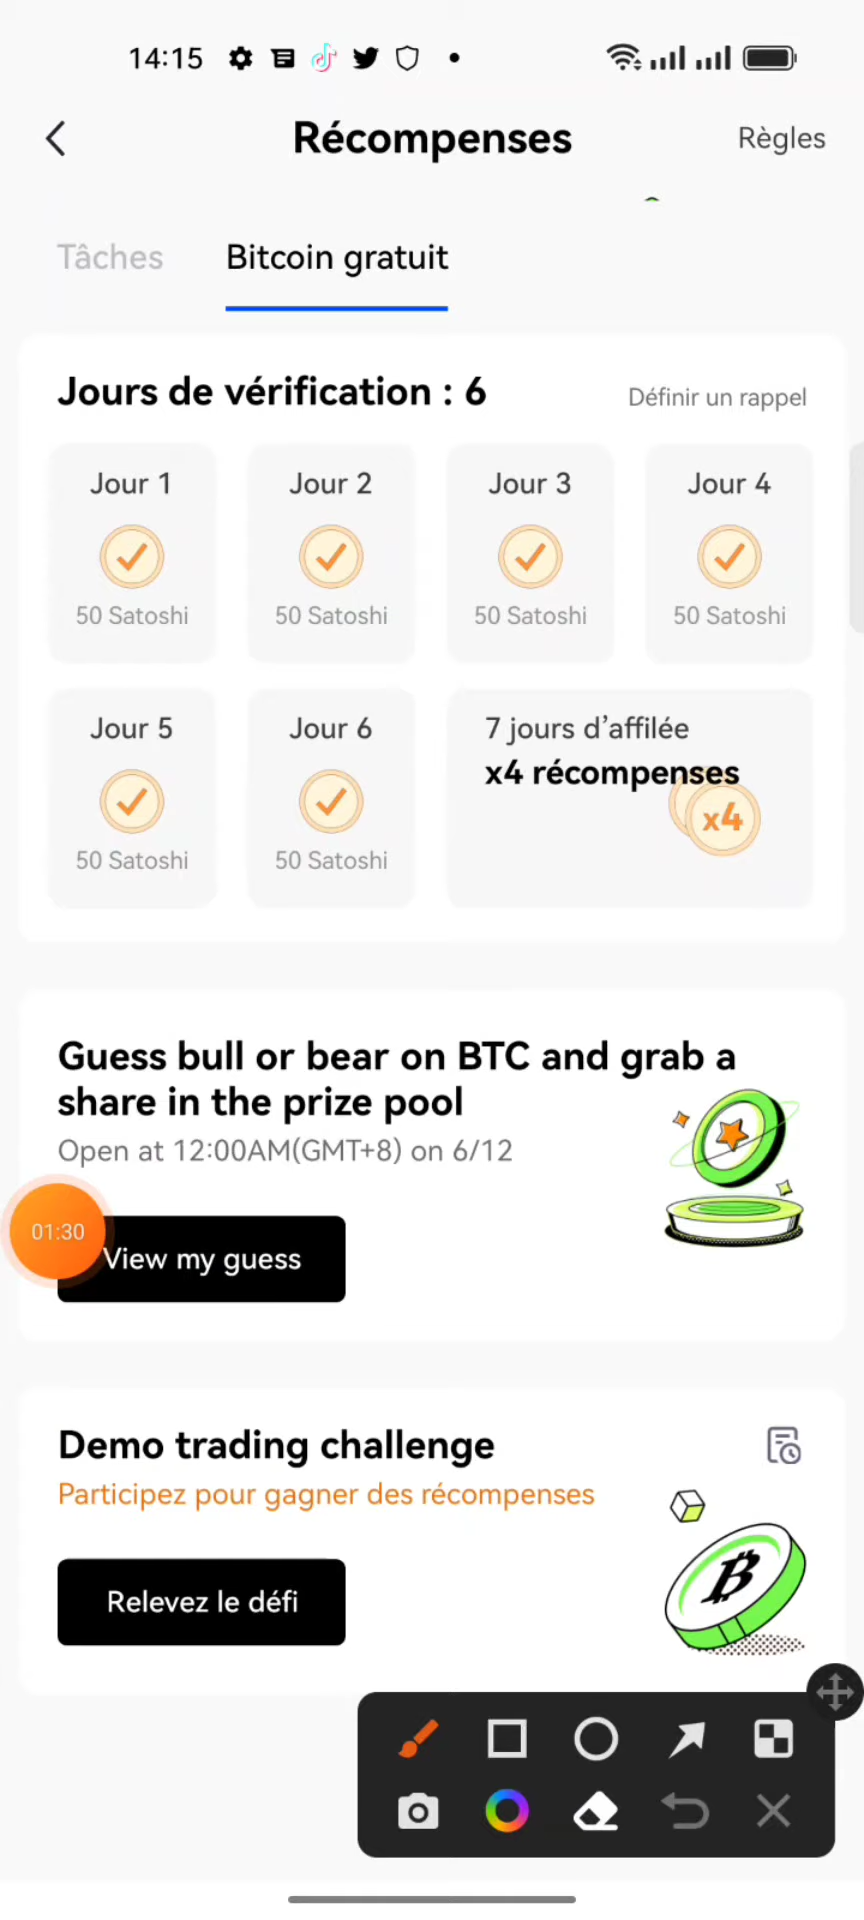 14:15
Récompenses
Règles
Tâches
Bitcoin gratuit
Jours de vérification : 6
Définir un rappel
Jour 1
Jour 2
Jour 3
Jour 4
50 Satoshi
50 Satoshi
50 Satoshi
50 Satoshi
Jour 5
Jour 6
7 jours d’affilée
x4 récompenses
x4
50 Satoshi
50 Satoshi
Guess bull or bear on BTC and grab a
share in the prize pool
Open at 12:00AM(GMT+8) on 6/12
01:30
View my guess
Demo trading challenge
Participez pour gagner des récompenses
Relevez le défi